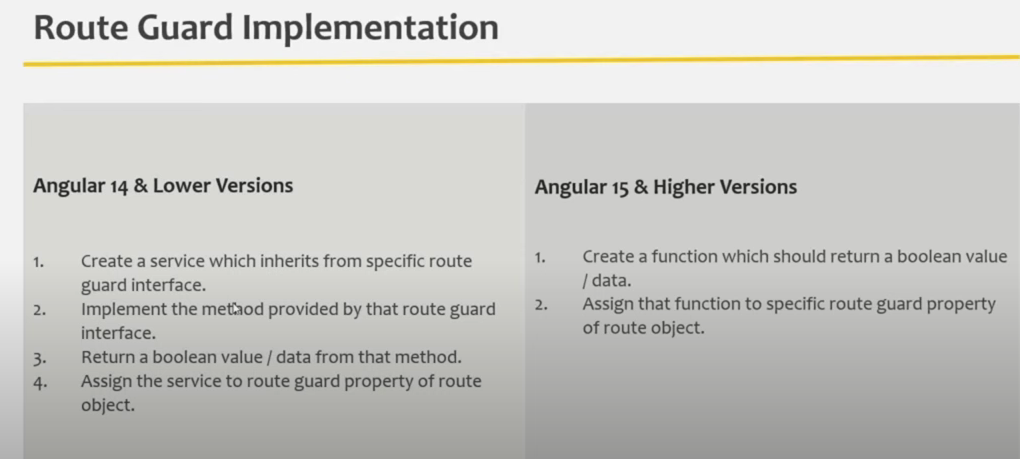 Route Guard Implementation
Angular 14 & Lower Versions
1. Create a service which inherits from specific route
guard interface.
2. Implement the method provided by that route guard
interface.
3. Return a boolean value / data from that method.
4. Assign the service to route guard property of route
object.
Angular 15 & Higher Versions
1. Create a function which should return a boolean value
/ data.
2. Assign that function to specific route guard property
of route object.